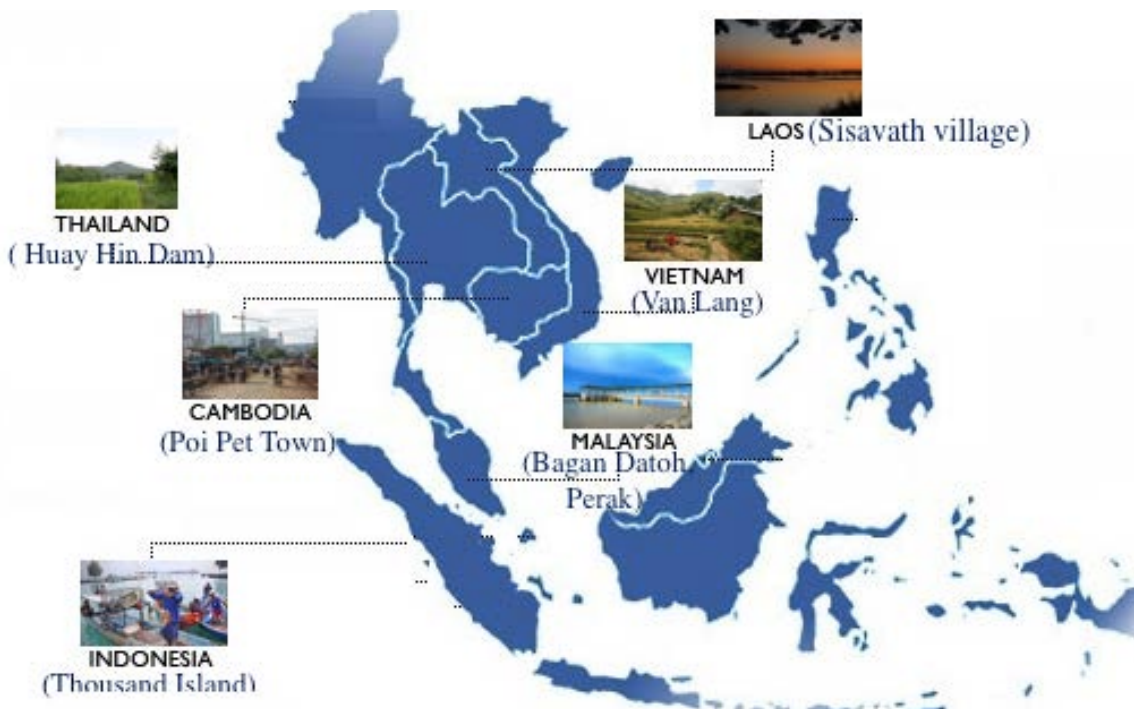 LAOS (Sisavath village)
THAILAND
( Huay Hin Dam)
VIETNAM
(Van Lang)
CAMBODIA
(Poi Pet Town)
MALAYSIA
(Bagan Datoh,
Perak)
INDONESIA
(Thousand Island)